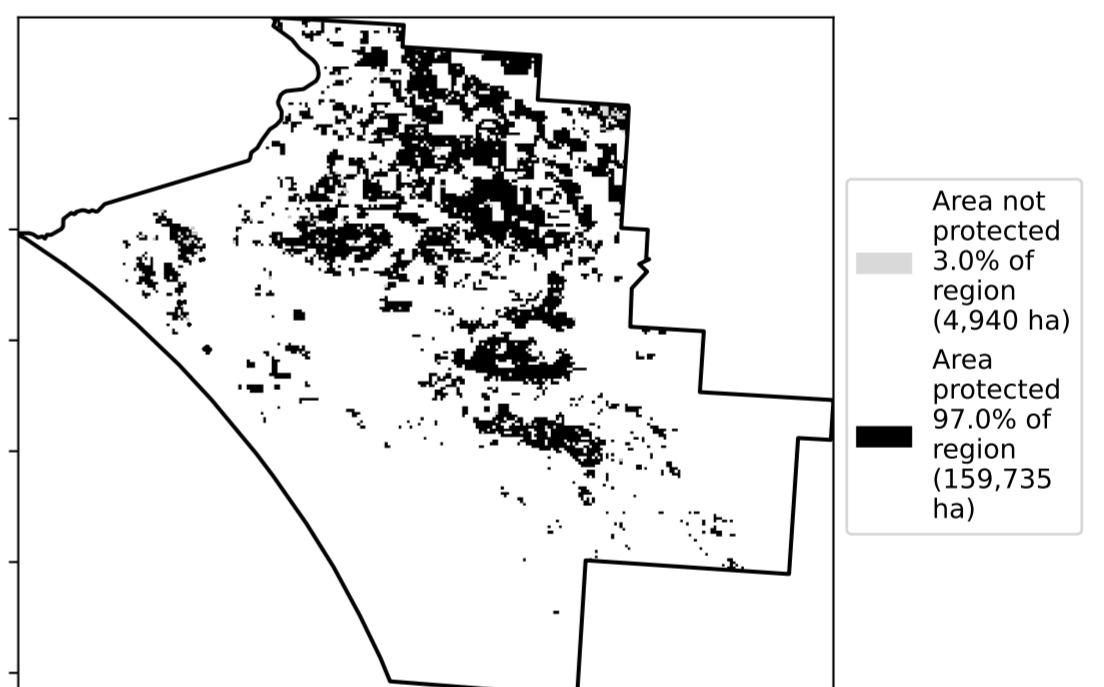 Area not
protected
3.0% of
region
(4,940 ha)
Area
protected
97.0% of
region
(159,735
ha)